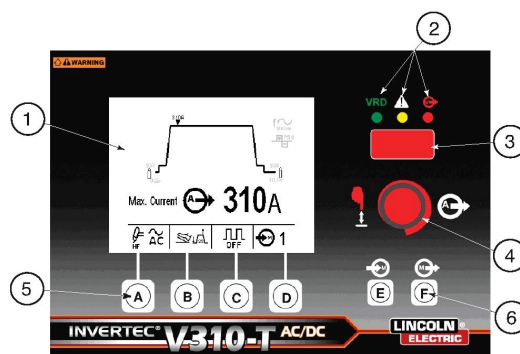 2
WARNING
310A
1
VRD
3
Max. Current A 310A
HF AC
OFF
M 1
A
4
M
M
5
A
B
C
D
E
F
6
INVERTEC® V310-T AC/DC
LINCOLN ®
ELECTRIC